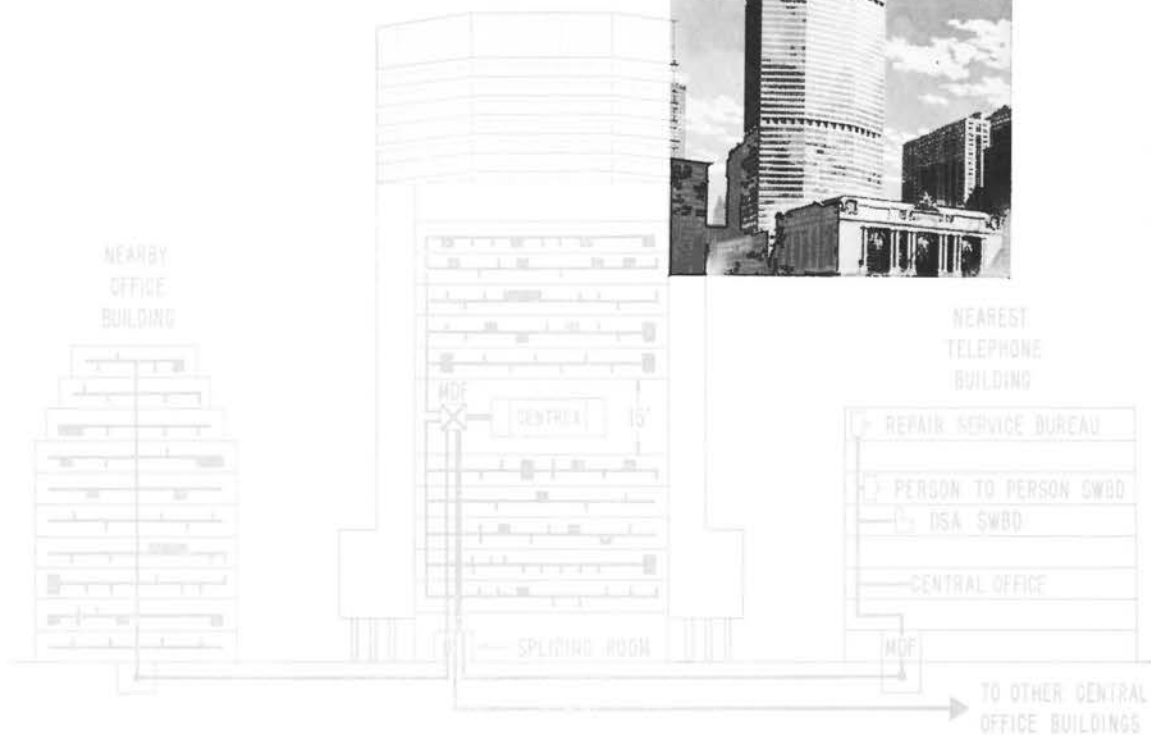 NEARBY
OFFICE
BUILDING
MDF
CENTREX
15'
SPLICING ROOM
NEAREST
TELEPHONE
BUILDING
REPAIR SERVICE BUREAU
PERSON TO PERSON SWBD
DSA SWBD
CENTRAL OFFICE
MDF
TO OTHER CENTRAL
OFFICE BUILDINGS